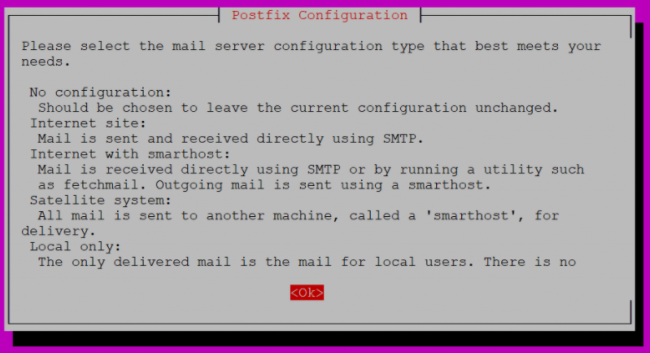 Postfix Configuration
Please select the mail server configuration type that best meets your
needs.
No configuration:
Should be chosen to leave the current configuration unchanged.
Internet site:
Mail is sent and received directly using SMTP.
Internet with smarthost:
Mail is received directly using SMTP or by running a utility such
as fetchmail. Outgoing mail is sent using a smarthost.
Satellite system:
All mail is sent to another machine, called a 'smarthost', for
delivery.
Local only:
The only delivered mail is the mail for local users. There is no
<Ok>